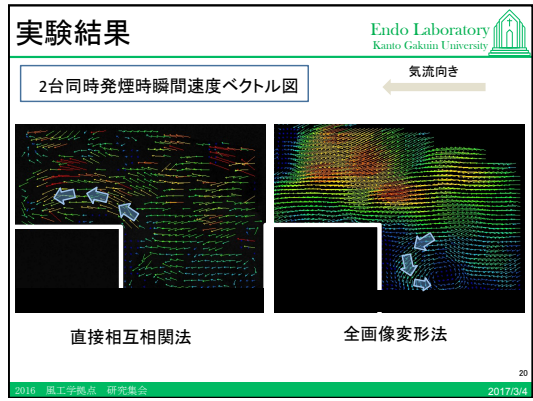 実験結果
Endo Laboratory
Kanto Gakuin University
2台同時発煙時瞬間速度ベクトル図
気流向き
直接相互相関法
全画像変形法
20
2016 風工学拠点 研究集会
2017/3/4